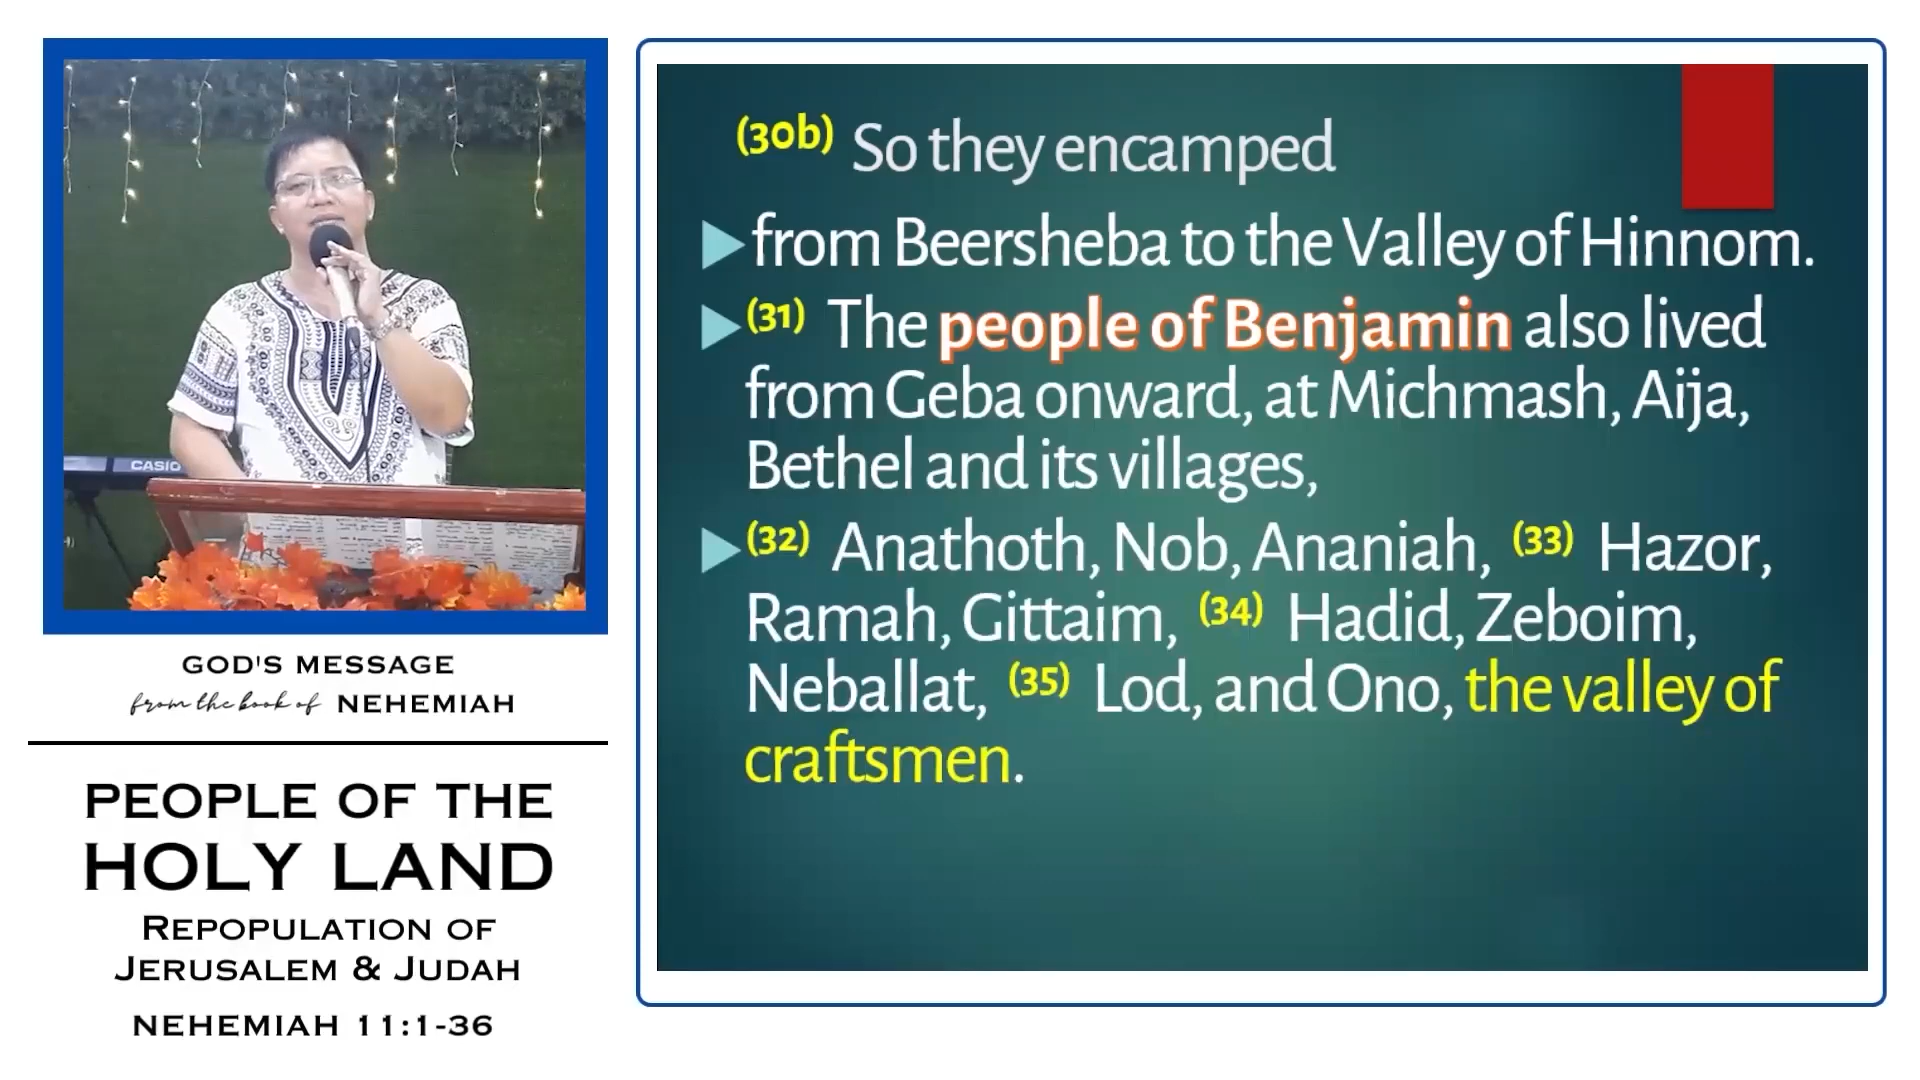 CASIO
GOD'S MESSAGE
from the book of NEHEMIAH
PEOPLE OF THE
HOLY LAND
REPOPULATION OF
JERUSALEM & JUDAH
NEHEMIAH 11:1-36
(30b) So they encamped
from Beersheba to the Valley of Hinnom.
(31) The people of Benjamin also lived
from Geba onward, at Michmash, Aija,
Bethel and its villages,
(32) Anathoth, Nob, Ananiah, (33) Hazor,
Ramah, Gittaim, (34) Hadid, Zeboim,
Neballat, (35) Lod, and Ono, the valley of
craftsmen.